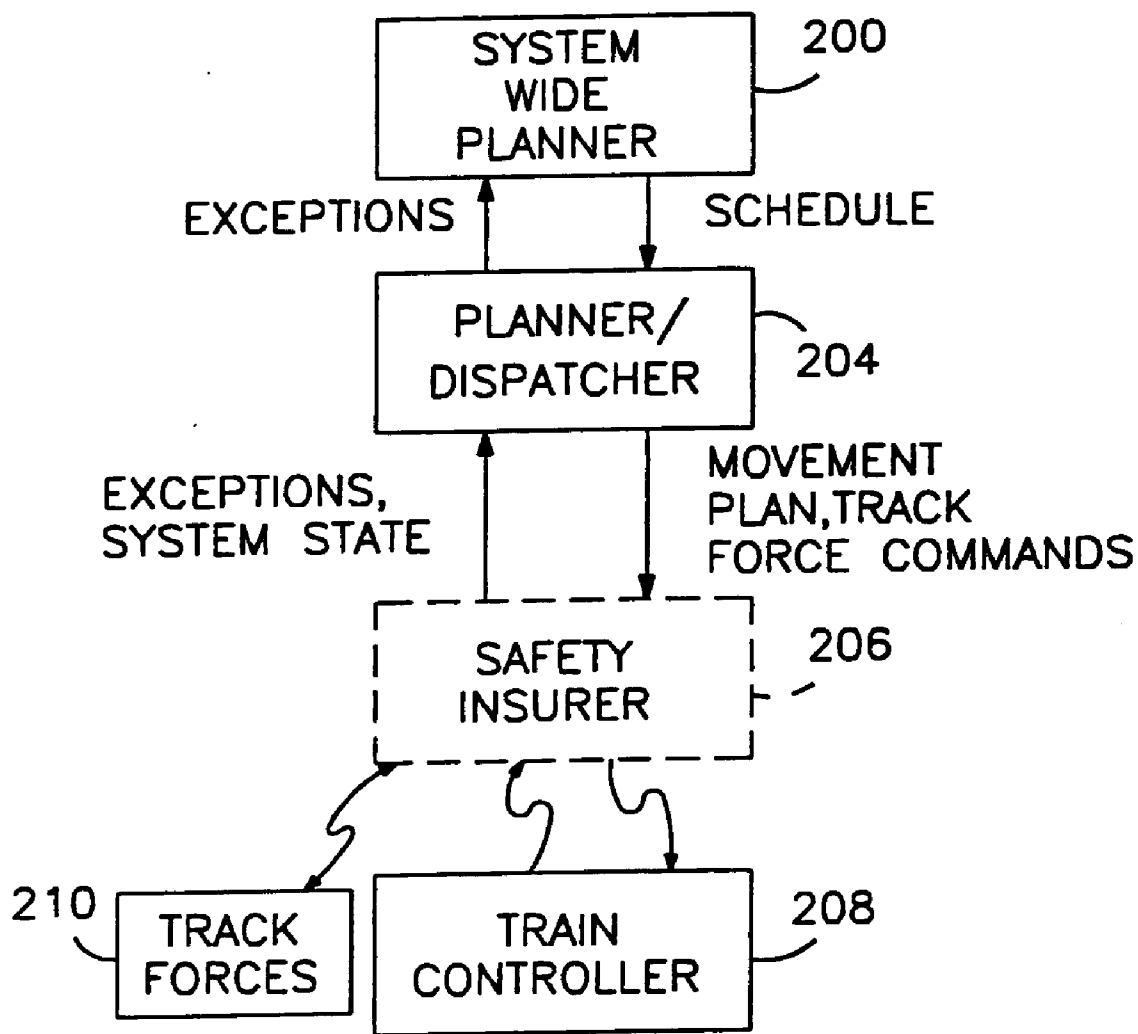 SYSTEM
WIDE
PLANNER
200
EXCEPTIONS
SCHEDULE
PLANNER/
DISPATCHER
204
EXCEPTIONS,
SYSTEM STATE
MOVEMENT
PLAN,TRACK
FORCE COMMANDS
SAFETY
INSURER
206
210
TRACK
FORCES
TRAIN
CONTROLLER
208